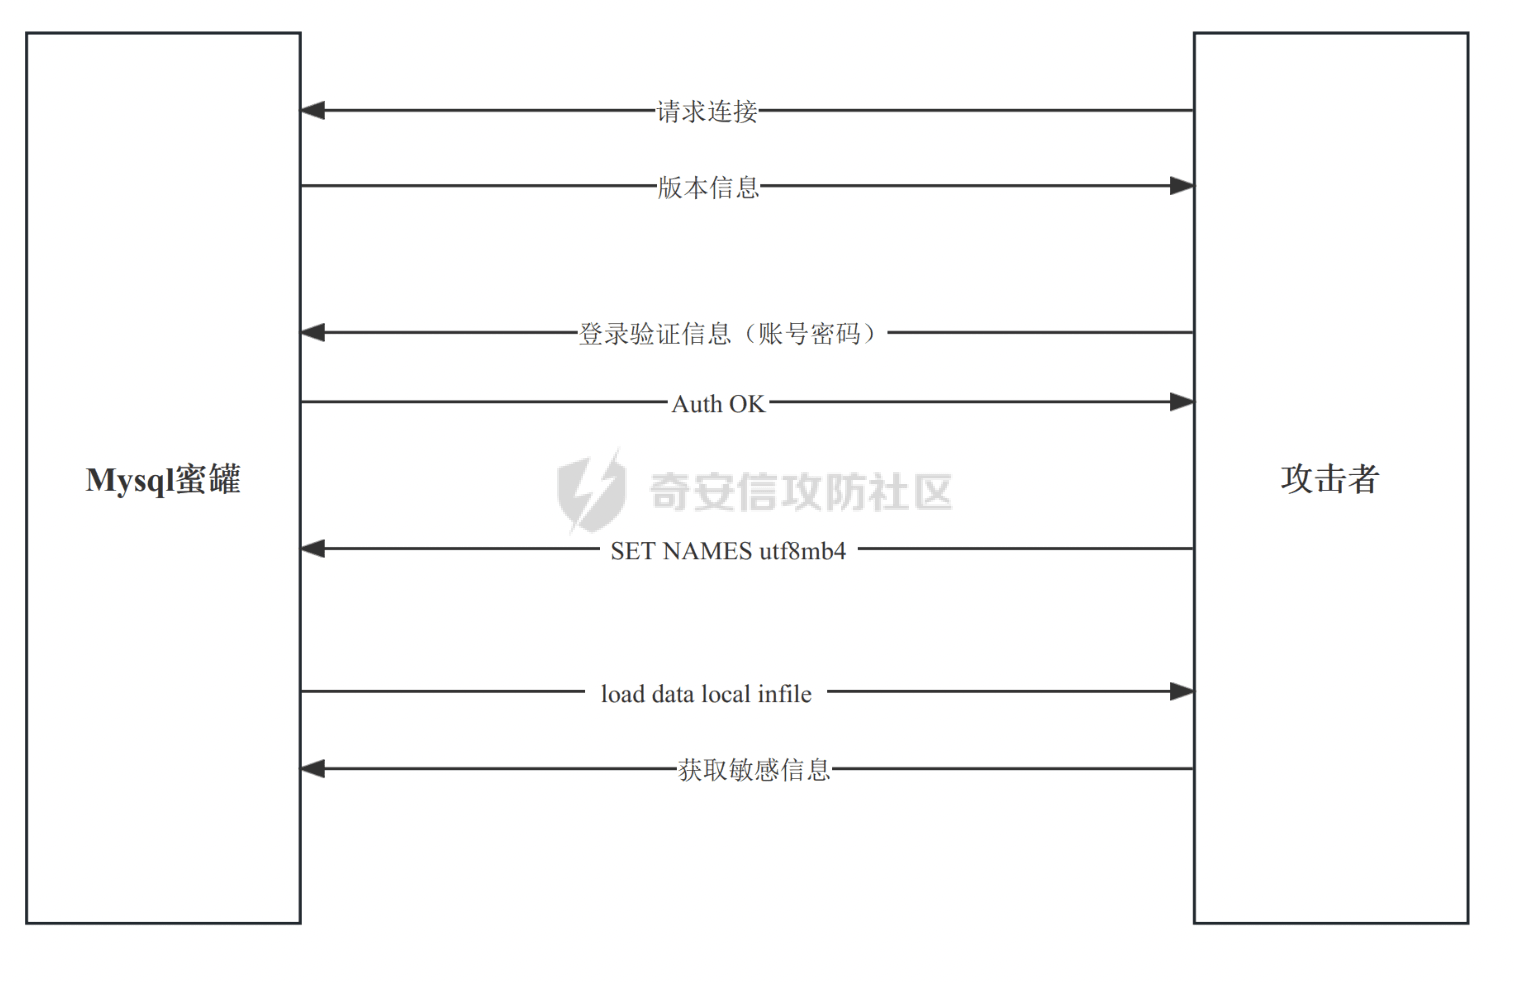 请求连接
版本信息
登录验证信息（账号密码）
Auth OK
Mysql蜜罐
奇安信攻防社区
攻击者
SET NAMES utf8mb4
load data local infile
获取敏感信息